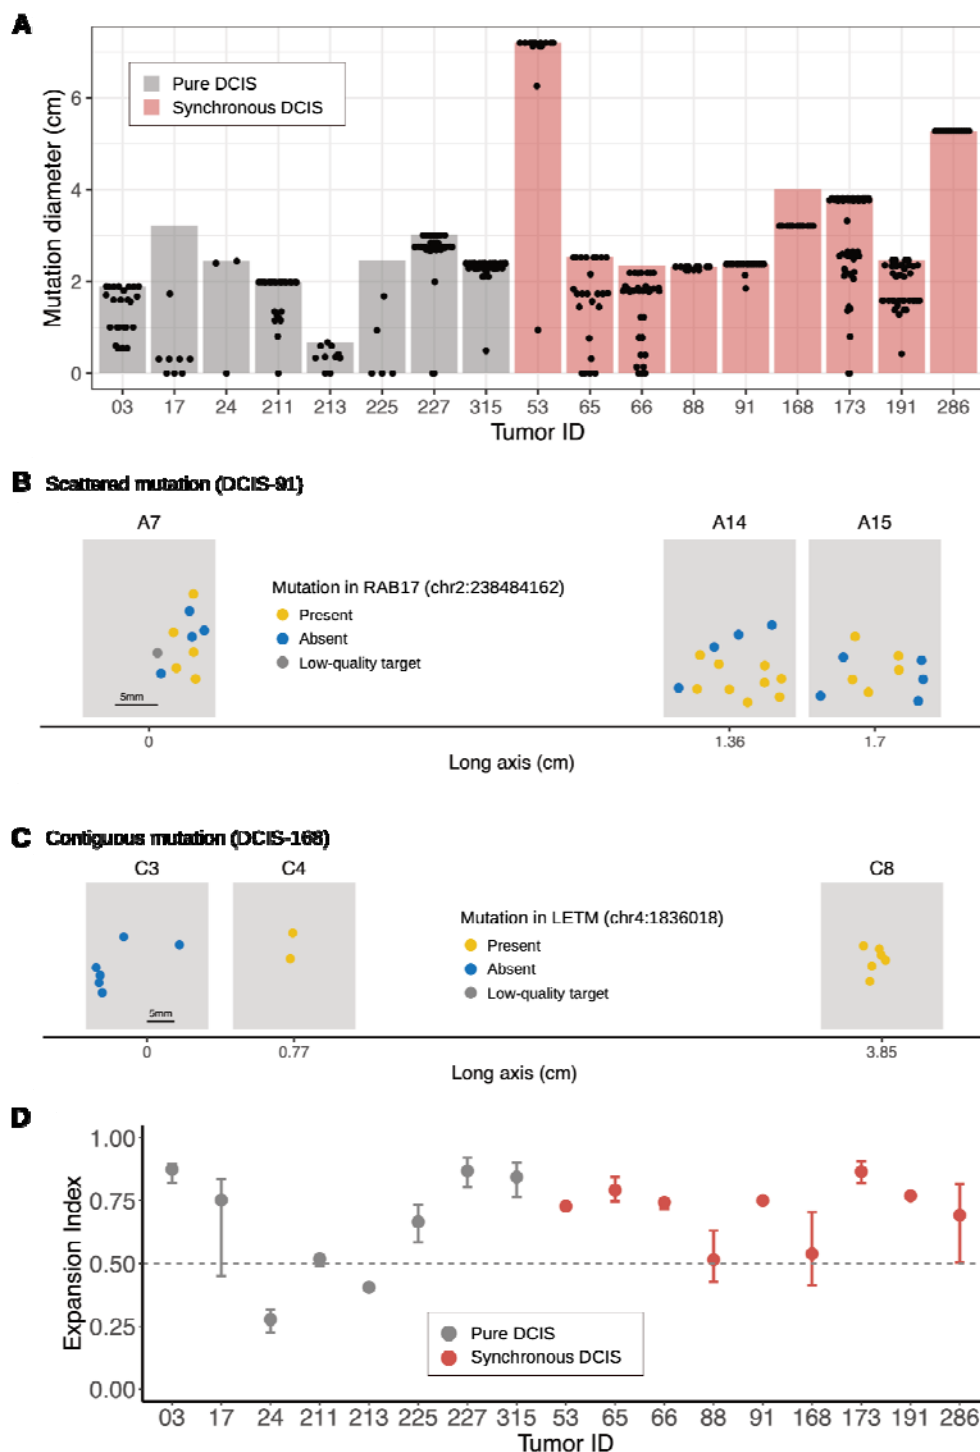 A
Mutation diameter (cm)
6
4
2
0
Pure DCIS
Synchronous DCIS
03 17 24 211 213 225 227 315 53 65 66 88 91 168 173 191 286
Tumor ID
B Scattered mutation (DCIS-91)
A7 A14 A15
Mutation in RAB17 (chr2:238484162)
Present
Absent
Low-quality target
5mm
0 1.36 1.7
Long axis (cm)
C Contiguous mutation (DCIS-168)
C3 C4 C8
Mutation in LETM (chr4:1836018)
Present
Absent
Low-quality target
5mm
0 0.77 3.85
Long axis (cm)
D
Expansion Index
1.00
0.75
0.50
0.25
0.00
Pure DCIS
Synchronous DCIS
03 17 24 211 213 225 227 315 53 65 66 88 91 168 173 191 286
Tumor ID